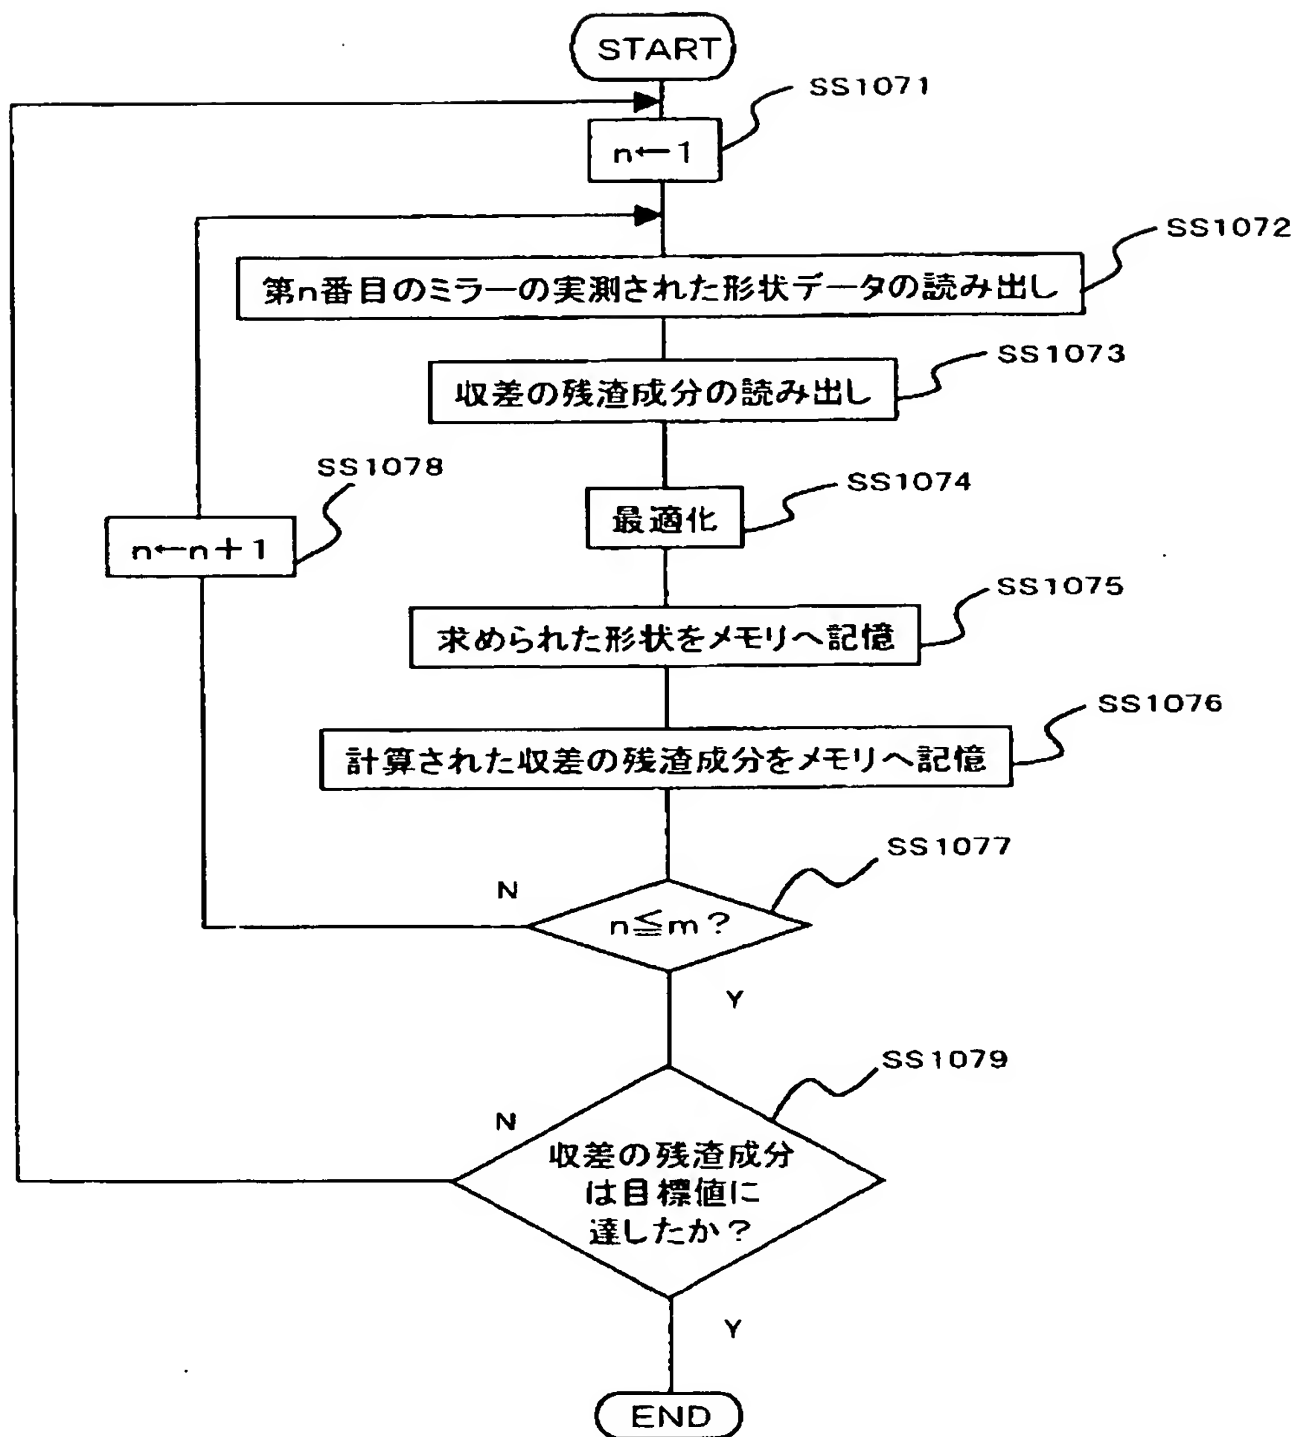 START
SS1071
n←1
SS1072
第n番目のミラーの実測された形状データの読み出し
SS1073
収差の残渣成分の読み出し
SS1078
SS1074
最適化
n←n+1
SS1075
求められた形状をメモリへ記憶
SS1076
計算された収差の残渣成分をメモリへ記憶
SS1077
N
n≦m?
Y
SS1079
N
収差の残渣成分
は目標値に
達したか?
Y
END